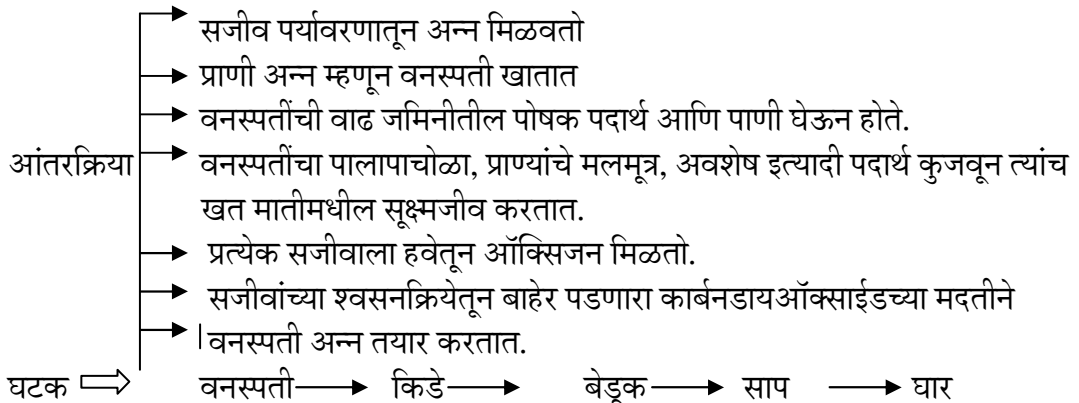 सजीव पर्यावरणातून अन्न मिळवतो
प्राणी अन्न म्हणून वनस्पती खातात
वनस्पतींची वाढ जमिनीतील पोषक पदार्थ आणि पाणी घेऊन होते.
आंतरक्रिया वनस्पतींचा पालापाचोळा, प्राण्यांचे मलमूत्र, अवशेष इत्यादी पदार्थ कुजवून त्यांच
खत मातीमधील सूक्ष्मजीव करतात.
प्रत्येक सजीवाला हवेतून ऑक्सिजन मिळतो.
सजीवांच्या श्वसनक्रियेतून बाहेर पडणारा कार्बनडायऑक्साईडच्या मदतीने
वनस्पती अन्न तयार करतात.
घटक ⇨ वनस्पती → किडे → बेडूक → साप → घार